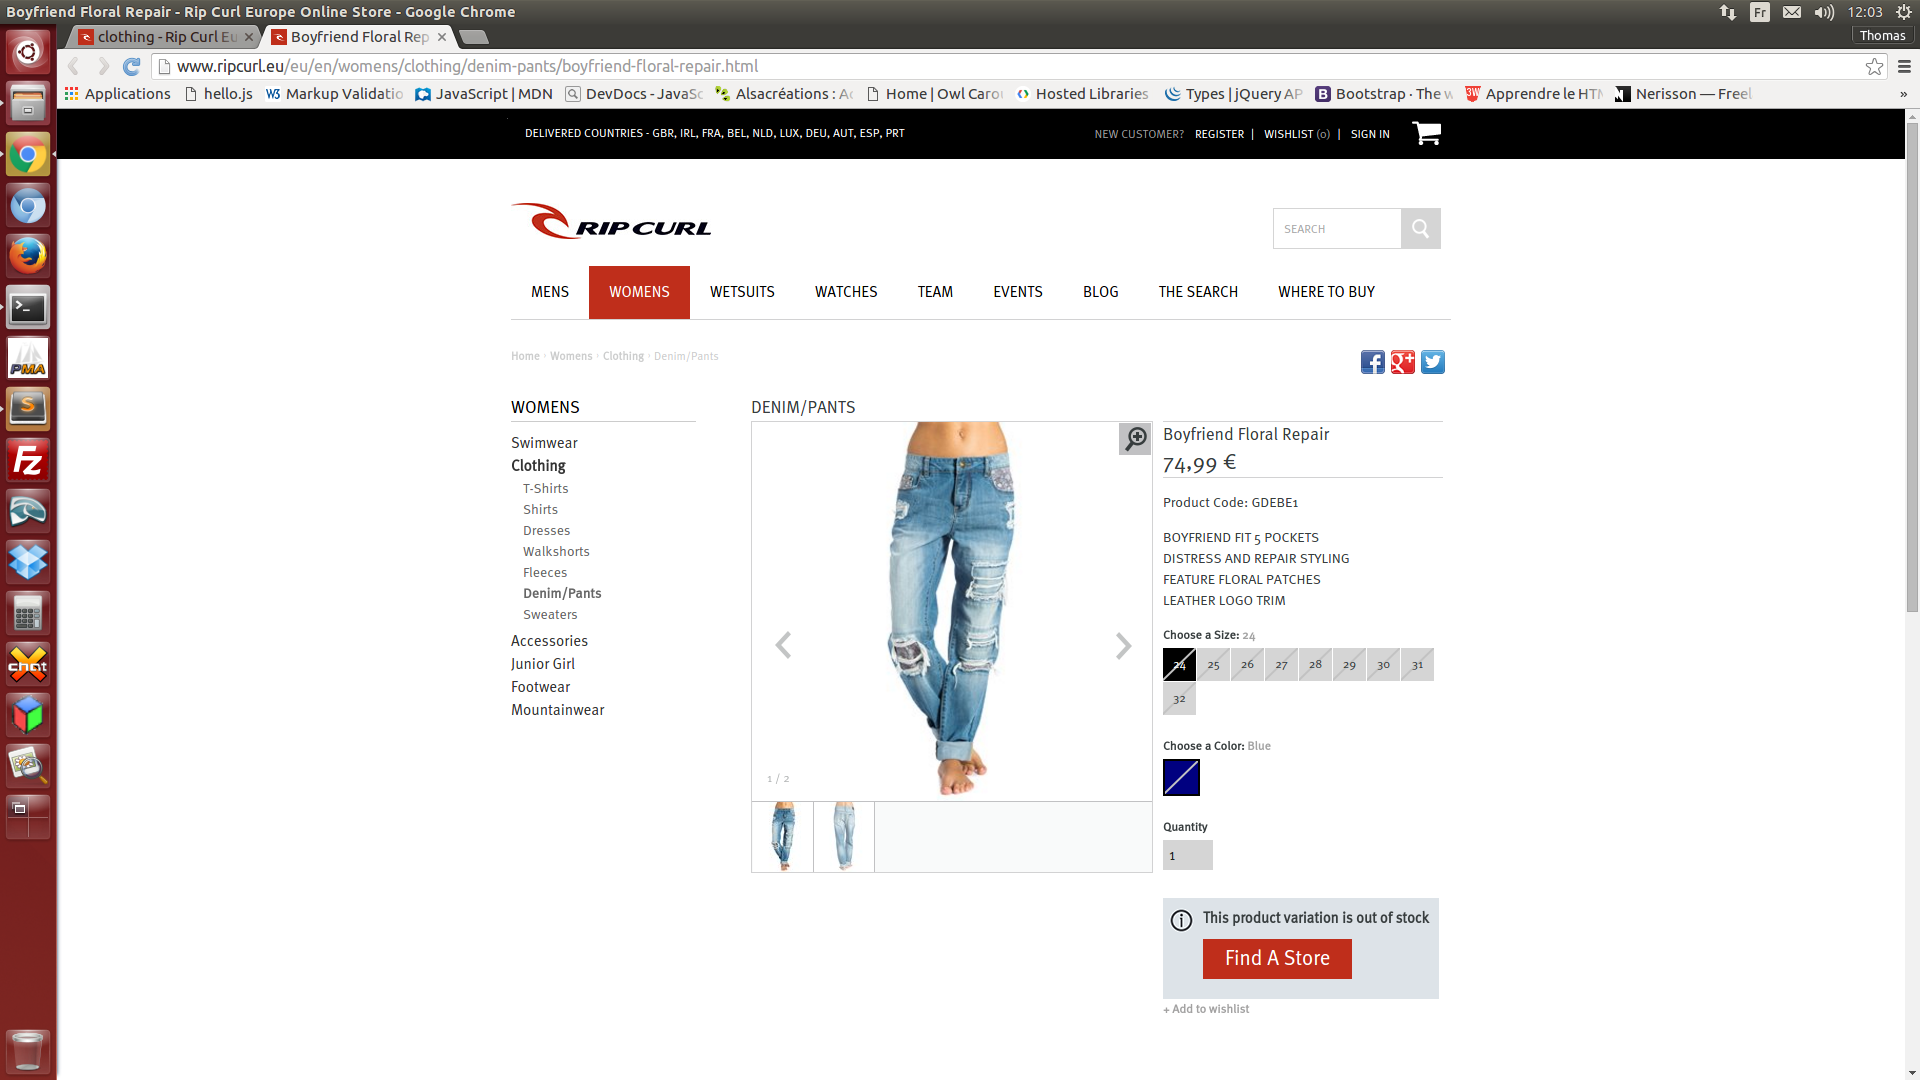 Boyfriend Floral Repair - Rip Curl Europe Online Store - Google Chrome
Fr
12:03
clothing - Rip Curl Eu
Boyfriend Floral Rep
Thomas
www.ripcurl.eu/eu/en/womens/clothing/denim-pants/boyfriend-floral-repair.html
Applications
hello.js
W3 Markup Validatio
JavaScript | MDN
DevDocs - JavaSc
Alsacréations : Ac
Home | Owl Carou
Hosted Libraries
Types | jQuery AP
B Bootstrap · The w
3W Apprendre le HTM
N Nerisson — Freel
»
DELIVERED COUNTRIES - GBR, IRL, FRA, BEL, NLD, LUX, DEU, AUT, ESP, PRT
NEW CUSTOMER? REGISTER | WISHLIST (0) | SIGN IN
RIP CURL
SEARCH
MENS WOMENS WETSUITS WATCHES TEAM EVENTS BLOG THE SEARCH WHERE TO BUY
Home › Womens › Clothing › Denim/Pants
WOMENS
Swimwear
Clothing
T-Shirts
Shirts
Dresses
Walkshorts
Fleeces
Denim/Pants
Sweaters
Accessories
Junior Girl
Footwear
Mountainwear
DENIM/PANTS
1 / 2
Boyfriend Floral Repair
74,99 €
Product Code: GDEBE1
BOYFRIEND FIT 5 POCKETS
DISTRESS AND REPAIR STYLING
FEATURE FLORAL PATCHES
LEATHER LOGO TRIM
Choose a Size: 24
24 25 26 27 28 29 30 31
32
Choose a Color: Blue
Quantity
1
This product variation is out of stock
Find A Store
+ Add to wishlist
PMA
S
Fz
X
chat